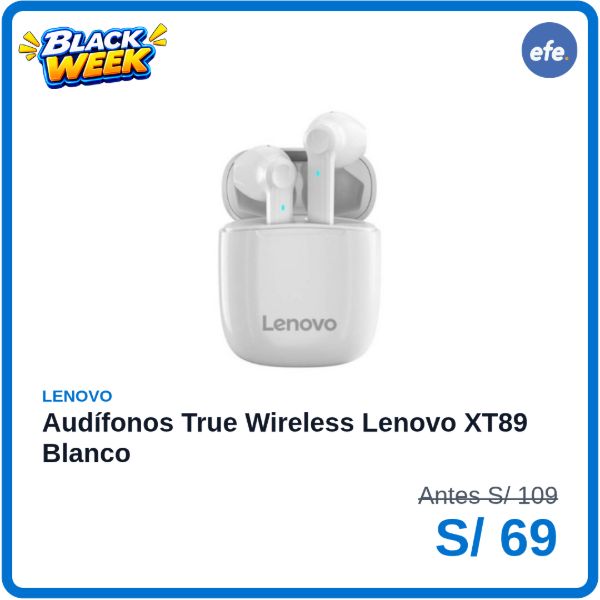 BLACK
WEEK
efe.
Lenovo
LENOVO
Audífonos True Wireless Lenovo XT89
Blanco
Antes S/ 109
S/ 69